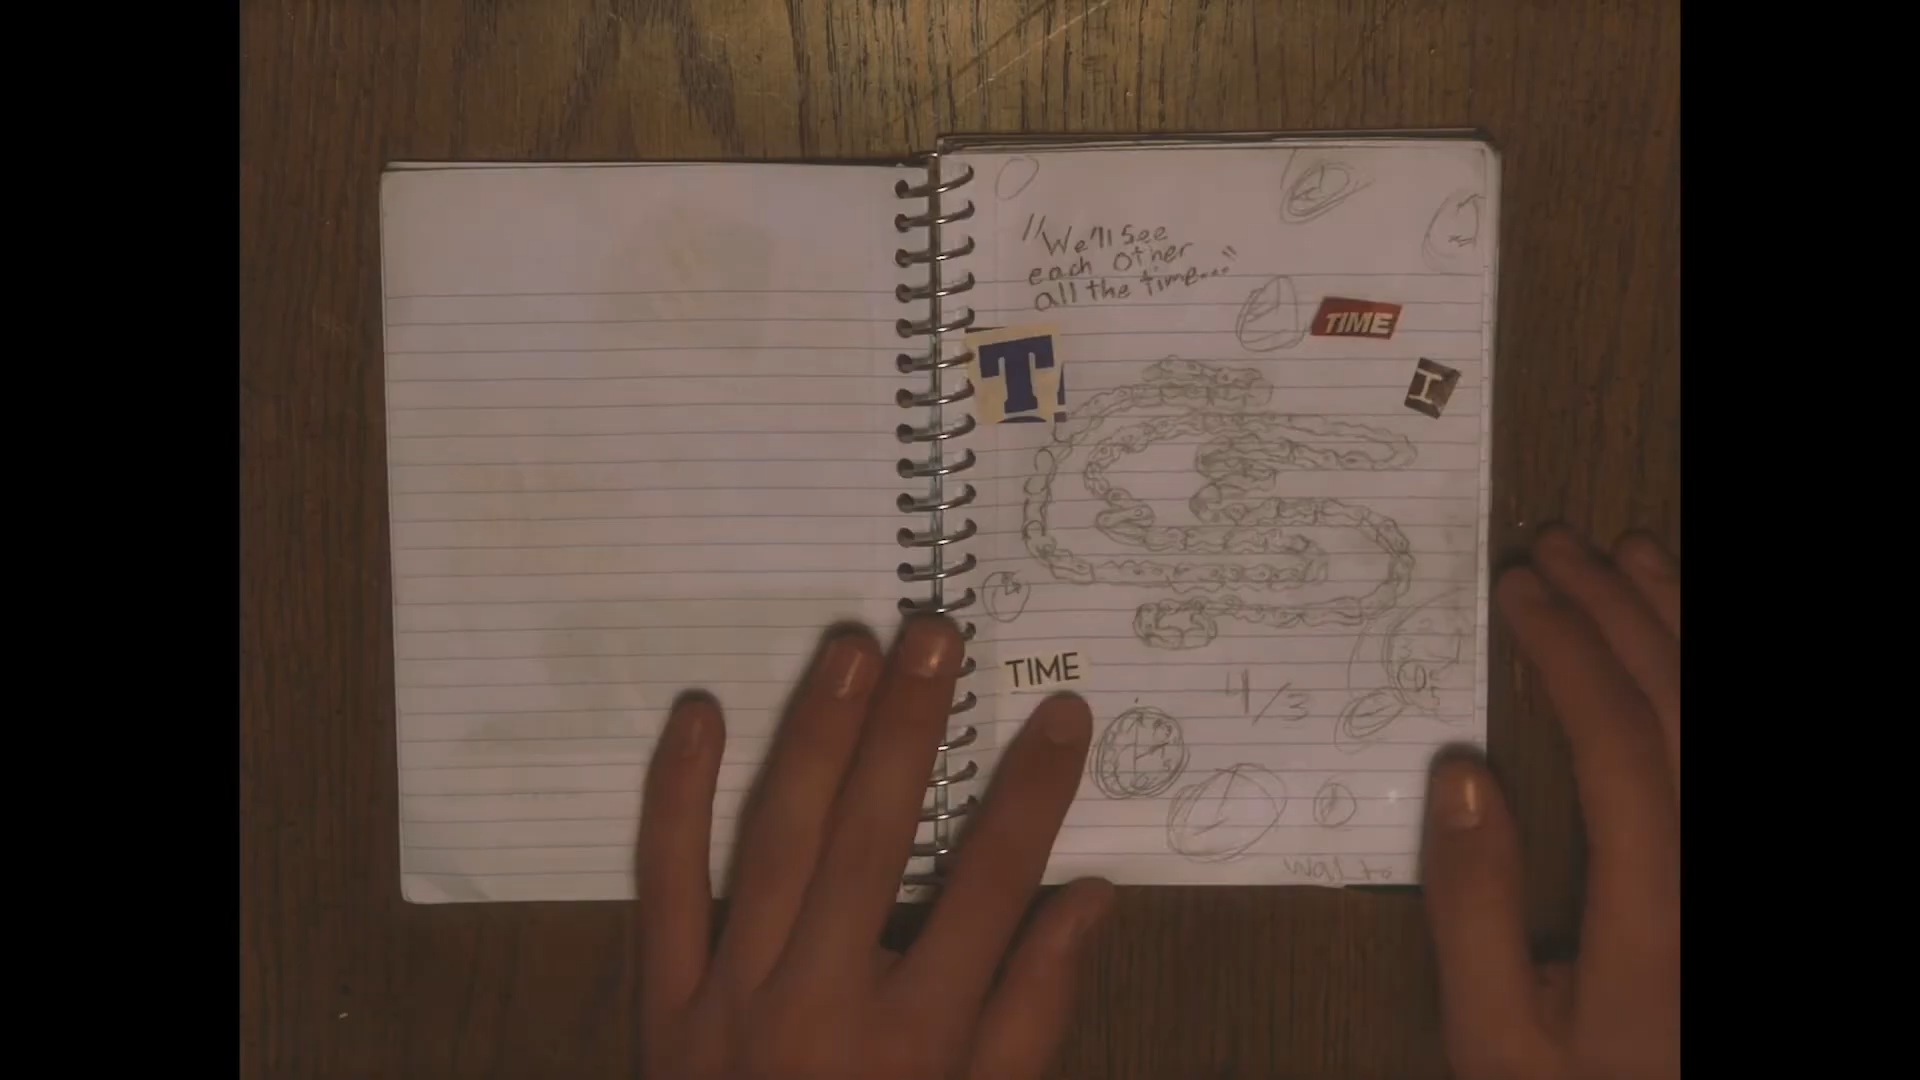 "We'll see
each other
all the time..."
TIME
T
I
TIME
4/3